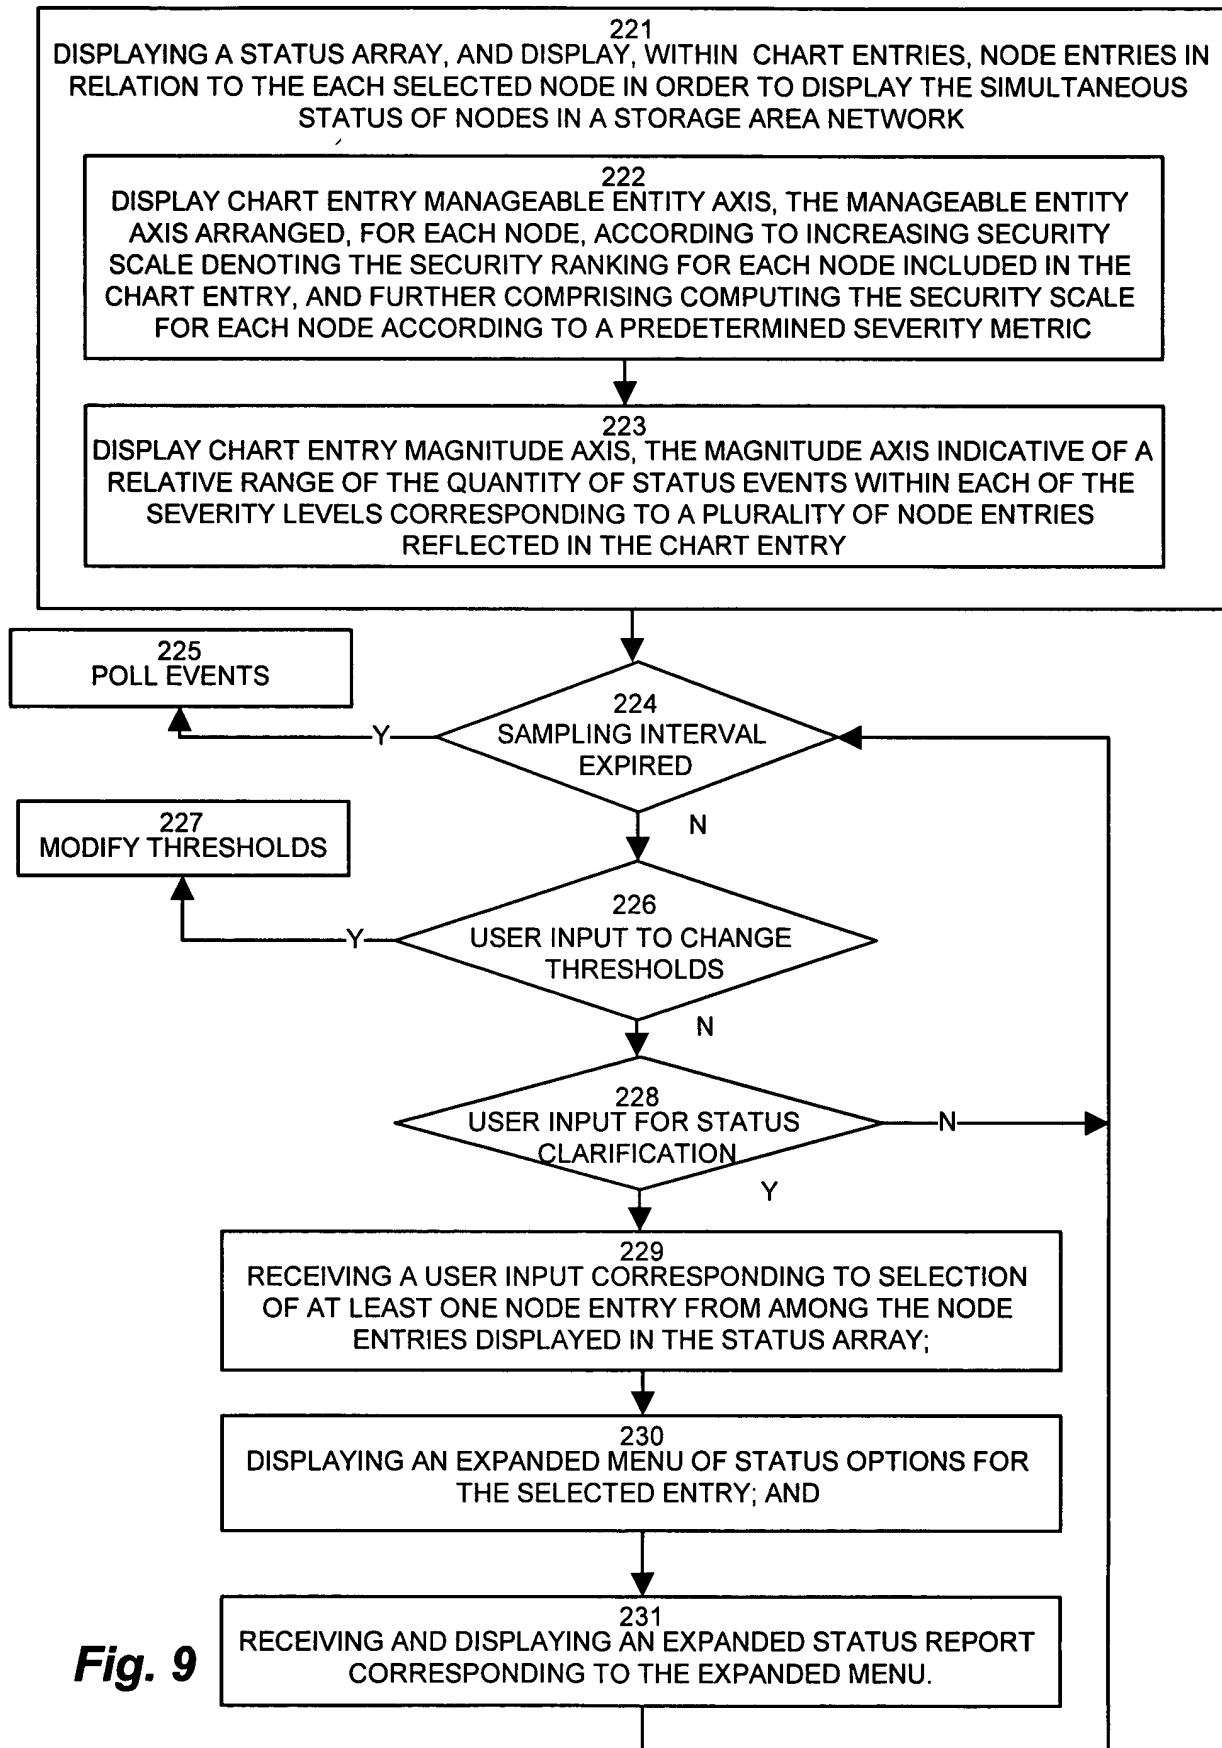 221
DISPLAYING A STATUS ARRAY, AND DISPLAY, WITHIN CHART ENTRIES, NODE ENTRIES IN
RELATION TO THE EACH SELECTED NODE IN ORDER TO DISPLAY THE SIMULTANEOUS
STATUS OF NODES IN A STORAGE AREA NETWORK
222
DISPLAY CHART ENTRY MANAGEABLE ENTITY AXIS, THE MANAGEABLE ENTITY
AXIS ARRANGED, FOR EACH NODE, ACCORDING TO INCREASING SECURITY
SCALE DENOTING THE SECURITY RANKING FOR EACH NODE INCLUDED IN THE
CHART ENTRY, AND FURTHER COMPRISING COMPUTING THE SECURITY SCALE
FOR EACH NODE ACCORDING TO A PREDETERMINED SEVERITY METRIC
223
DISPLAY CHART ENTRY MAGNITUDE AXIS, THE MAGNITUDE AXIS INDICATIVE OF A
RELATIVE RANGE OF THE QUANTITY OF STATUS EVENTS WITHIN EACH OF THE
SEVERITY LEVELS CORRESPONDING TO A PLURALITY OF NODE ENTRIES
REFLECTED IN THE CHART ENTRY
225
POLL EVENTS
224
SAMPLING INTERVAL
EXPIRED
Y
N
227
MODIFY THRESHOLDS
226
USER INPUT TO CHANGE
THRESHOLDS
Y
N
228
USER INPUT FOR STATUS
CLARIFICATION
N
Y
229
RECEIVING A USER INPUT CORRESPONDING TO SELECTION
OF AT LEAST ONE NODE ENTRY FROM AMONG THE NODE
ENTRIES DISPLAYED IN THE STATUS ARRAY;
230
DISPLAYING AN EXPANDED MENU OF STATUS OPTIONS FOR
THE SELECTED ENTRY; AND
231
RECEIVING AND DISPLAYING AN EXPANDED STATUS REPORT
CORRESPONDING TO THE EXPANDED MENU.
Fig. 9